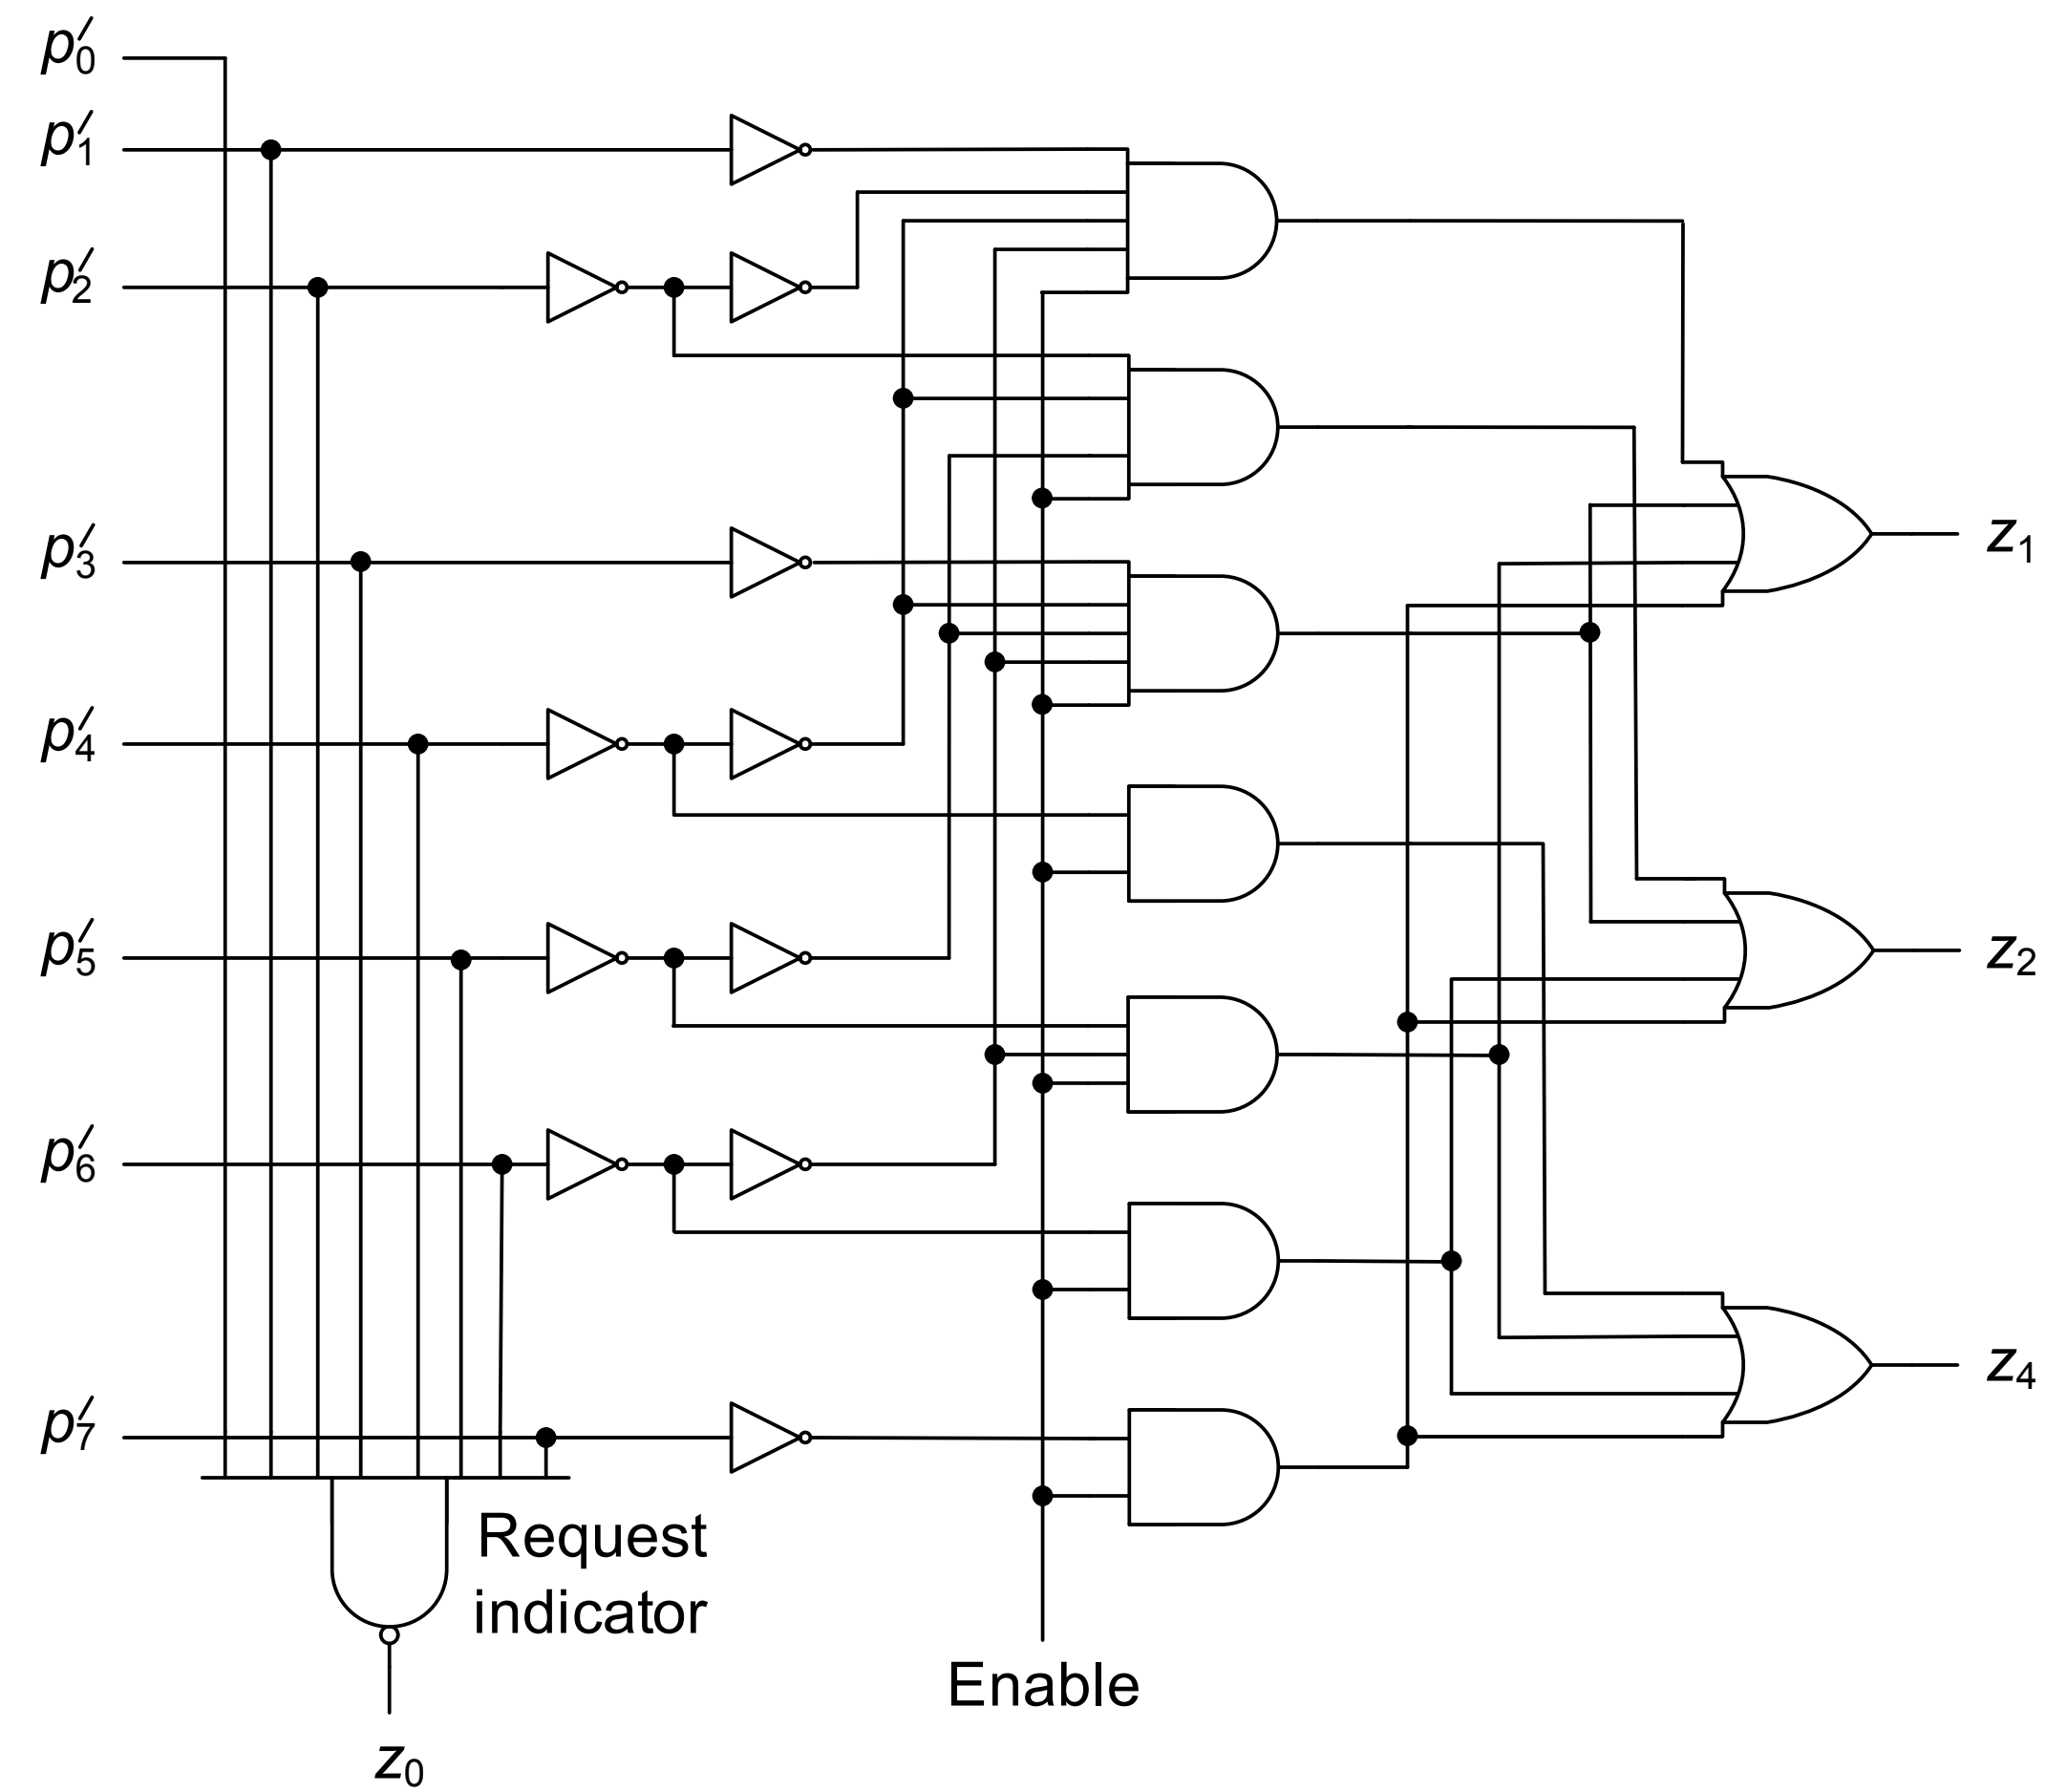 p′0
p′1
p′2
p′3
z1
p′4
p′5
z2
p′6
z4
p′7
Request
indicator
Enable
z0